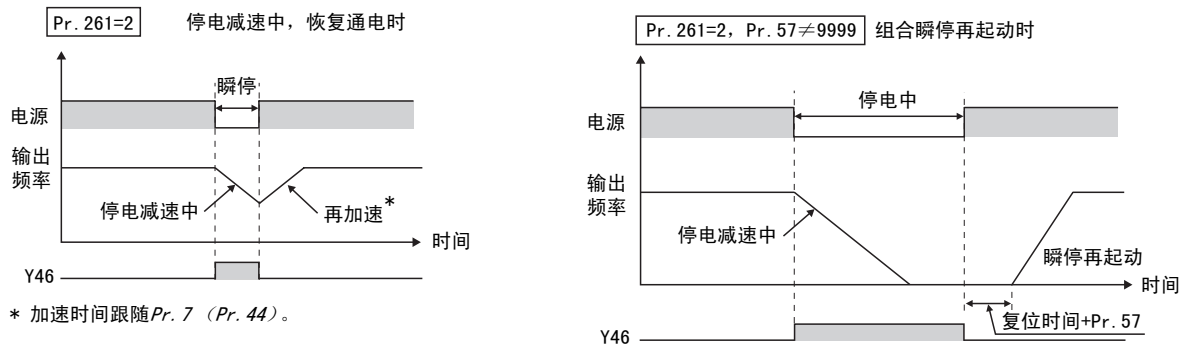 Pr.261=2 停电减速中，恢复通电时
瞬停
电源
输出
频率
停电减速中
再加速*
时间
Y46
* 加速时间跟随Pr.7（Pr.44）。
Pr.261=2, Pr.57≠9999 组合瞬停再起动时
停电中
电源
输出
频率
停电减速中
瞬停再起动
时间
复位时间+Pr.57
Y46